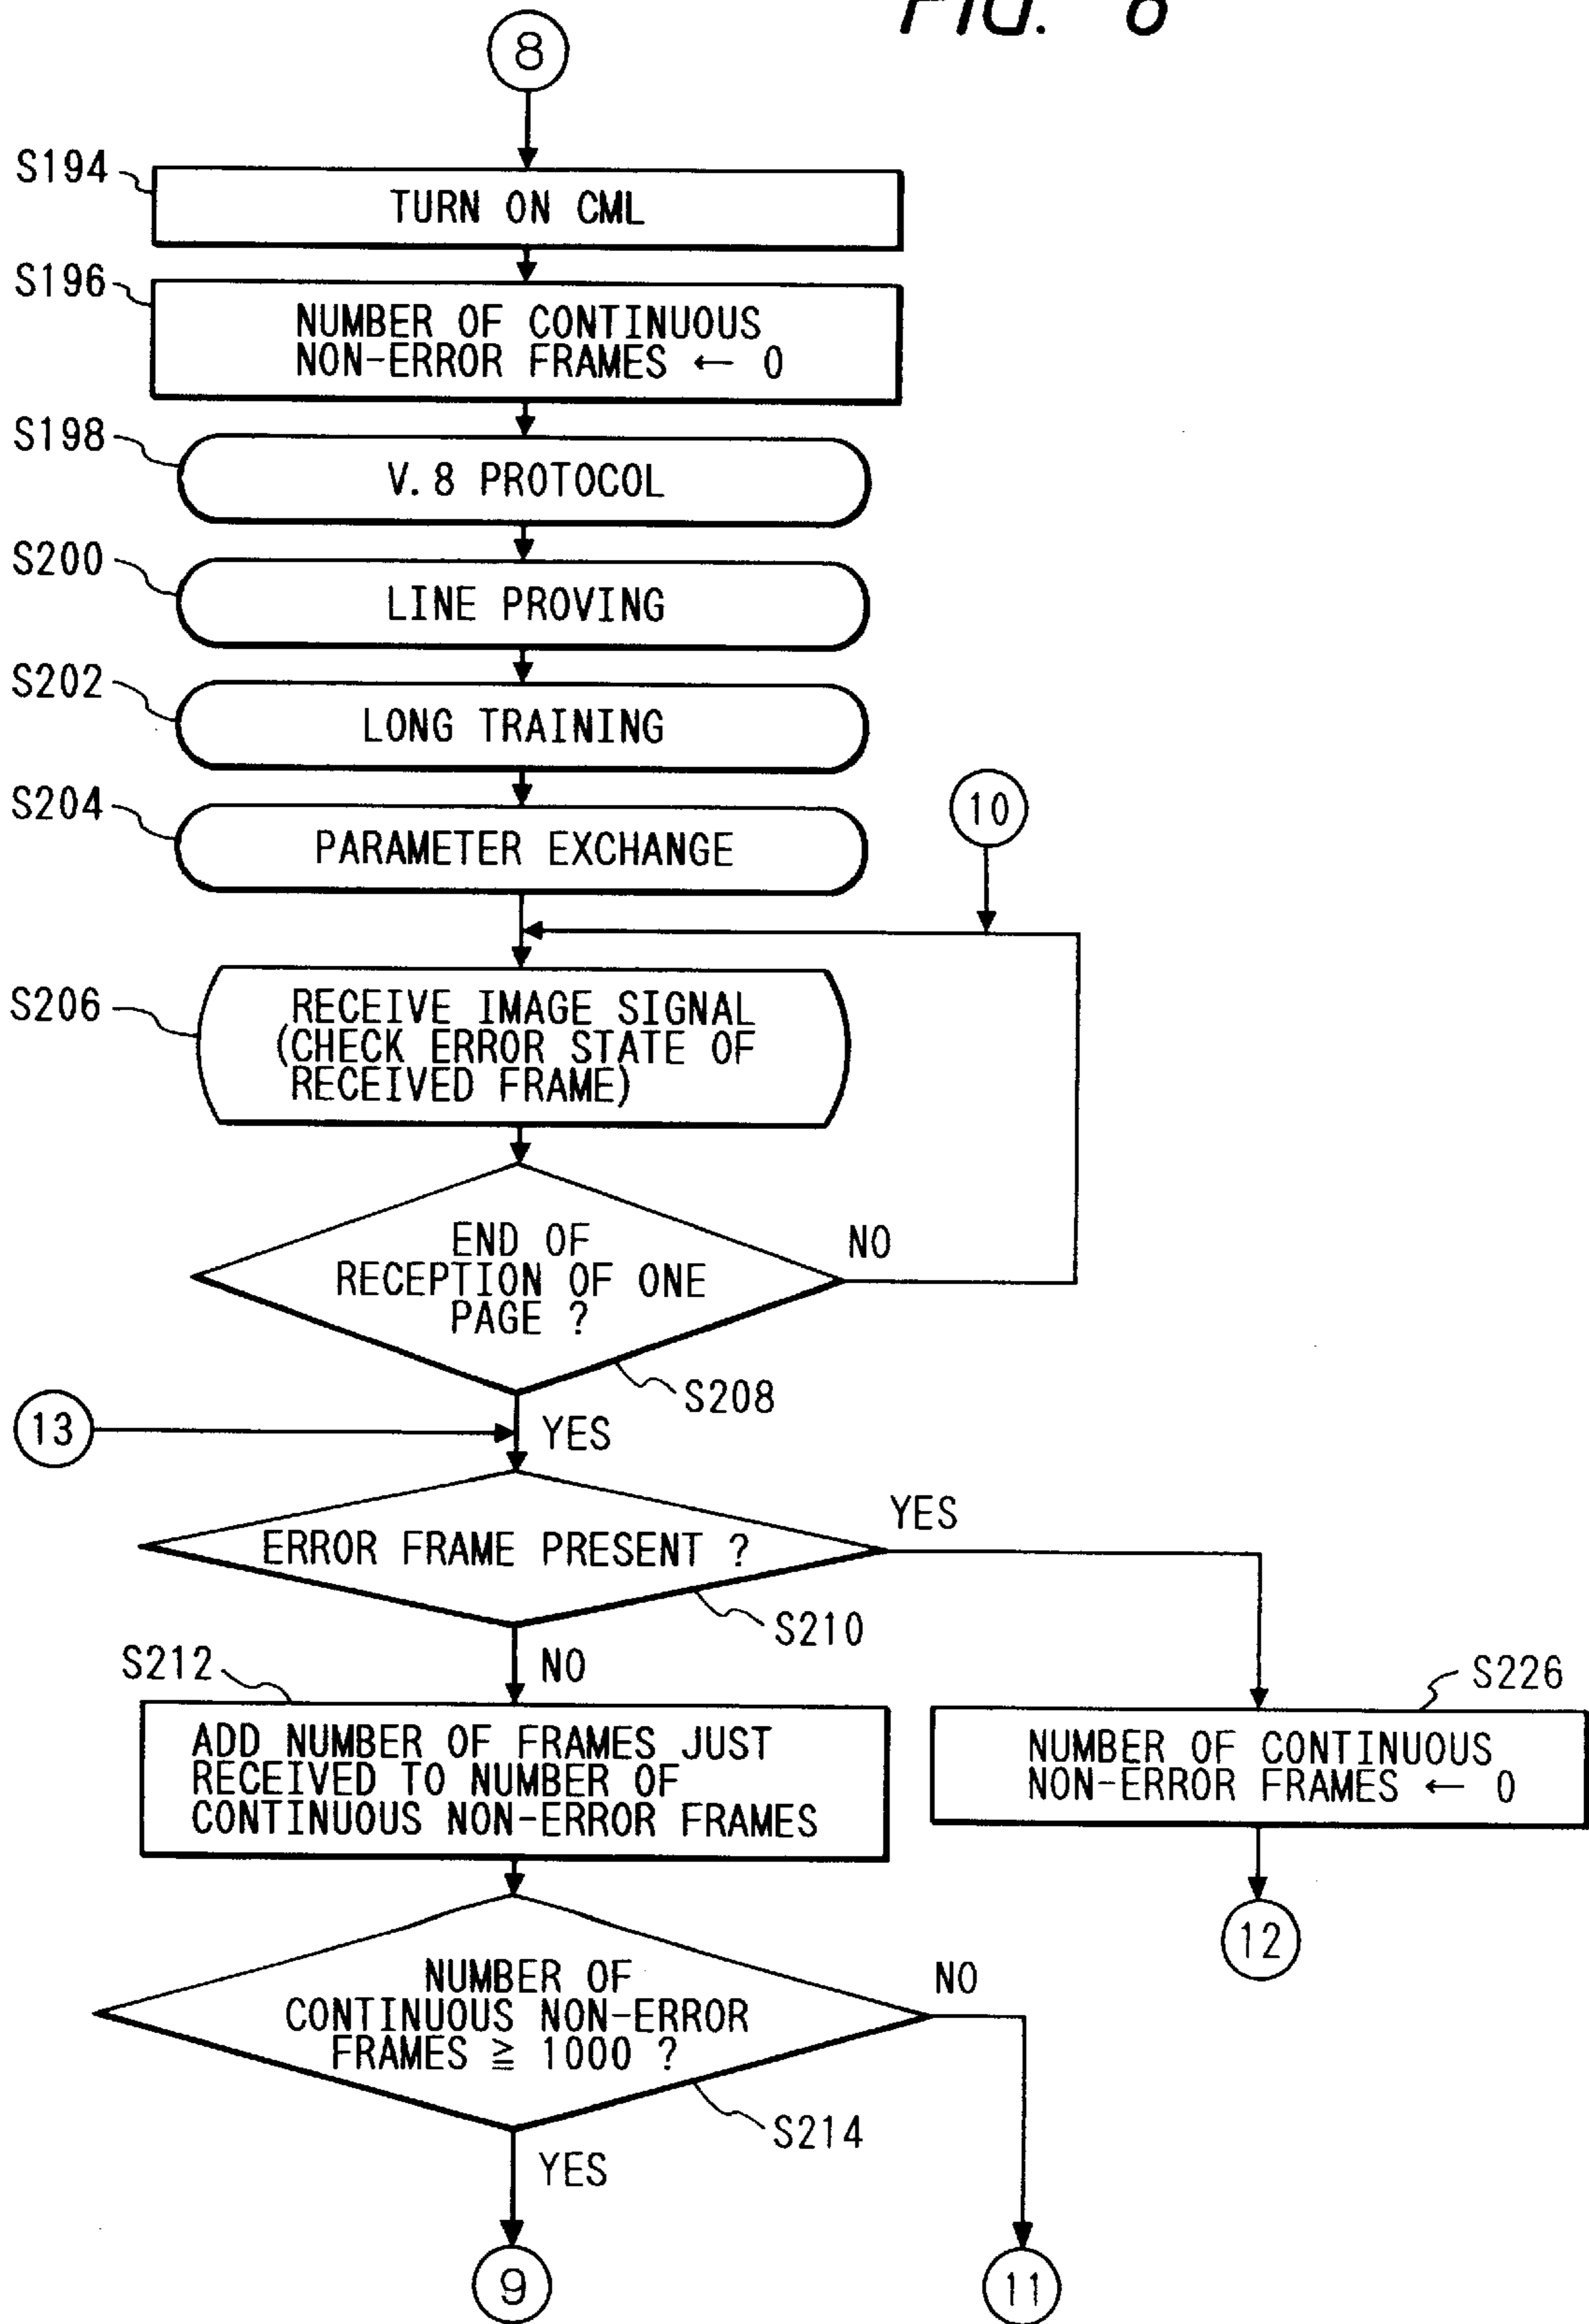 FIG. 6
8
S194
TURN ON CML
S196
NUMBER OF CONTINUOUS
NON-ERROR FRAMES ← 0
S198
V.8 PROTOCOL
S200
LINE PROVING
S202
LONG TRAINING
S204
PARAMETER EXCHANGE
10
S206
RECEIVE IMAGE SIGNAL
(CHECK ERROR STATE OF
RECEIVED FRAME)
END OF
RECEPTION OF ONE
PAGE ?
NO
S208
13
YES
ERROR FRAME PRESENT ?
YES
S210
NO
S212
ADD NUMBER OF FRAMES JUST
RECEIVED TO NUMBER OF
CONTINUOUS NON-ERROR FRAMES
S226
NUMBER OF CONTINUOUS
NON-ERROR FRAMES ← 0
12
NUMBER OF
CONTINUOUS NON-ERROR
FRAMES ≧ 1000 ?
NO
S214
YES
9
11